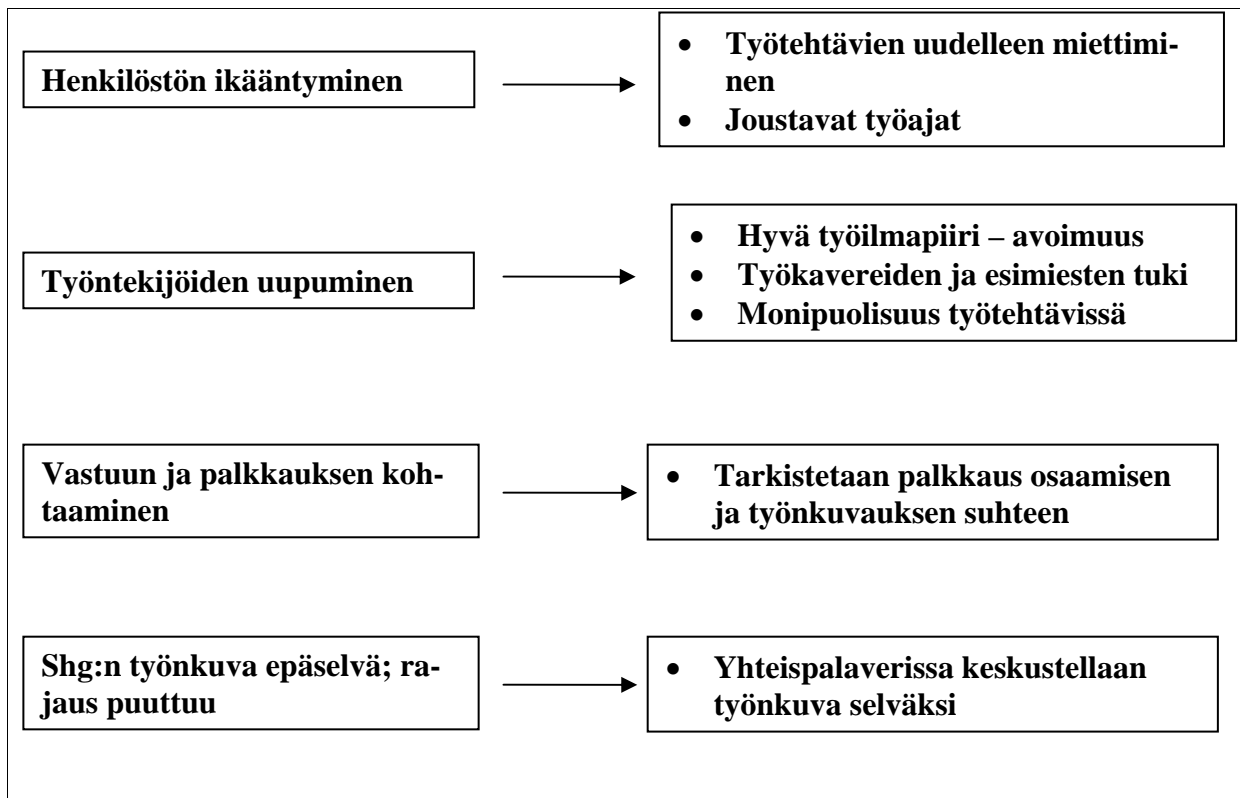 Henkilöstön ikääntyminen
• Työtehtävien uudelleen miettimi-
nen
• Joustavat työajat
Työntekijöiden uupuminen
• Hyvä työilmapiiri – avoimuus
• Työkavereiden ja esimiesten tuki
• Monipuolisuus työtehtävissä
Vastuun ja palkkauksen koh-
taaminen
• Tarkistetaan palkkaus osaamisen
ja työnkuvauksen suhteen
Shg:n työnkuva epäselvä; ra-
jaus puuttuu
• Yhteispalaverissa keskustellaan
työnkuva selväksi